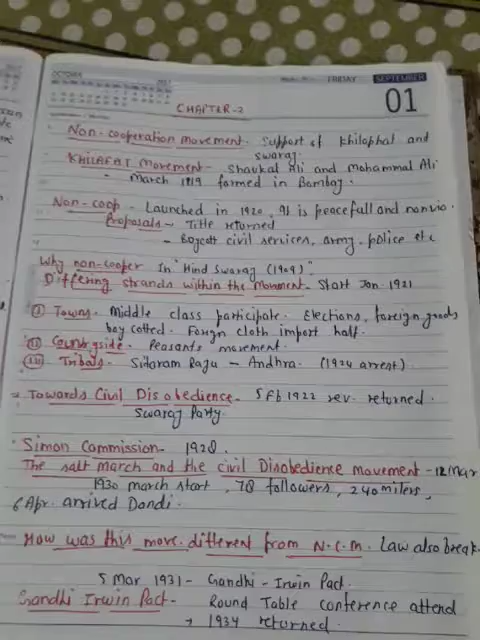 OCTOBER
FRIDAY
SEPTEMBER
01
CHAPTER-2
Non-cooperation movement- Support of Khilophat and
swaraj.
KHILAFAT Movement- Shaukal Ali and Mohammal Ali
- March 1919 formed in Bombay.
Non-coop - Launched in 1920, It is peacefull and nonvio.
Proposals- Title returned
- Boycott civil services, army, police etc
Why non-cooper In "Hind Swaraj (1909)".
Differing strands within the Movement- Start Jan. 1921
(I) Towns- Middle class participate. Elections, foreign goods
boycotted. Foreign cloth import half.
(II) Countryside- Peasants movement.
(III) Tribals- Sitaram Raju - Andhra. (1924 arrest)
Towards Civil Disobedience- 5 Fb 1922 rev. returned.
Swaraj Party
Simon Commission- 1928.
The salt march and the civil Disobedience movement - 12 Mar
1930 march start, 78 followers, 240 miters,
6 Apr. arrived Dandi.
How was this move. different from N.C.M. Law also break
5 Mar 1931- Gandhi-Irwin Pact.
Gandhi Irwin Pact- Round Table conference attend
→ 1934 returned.